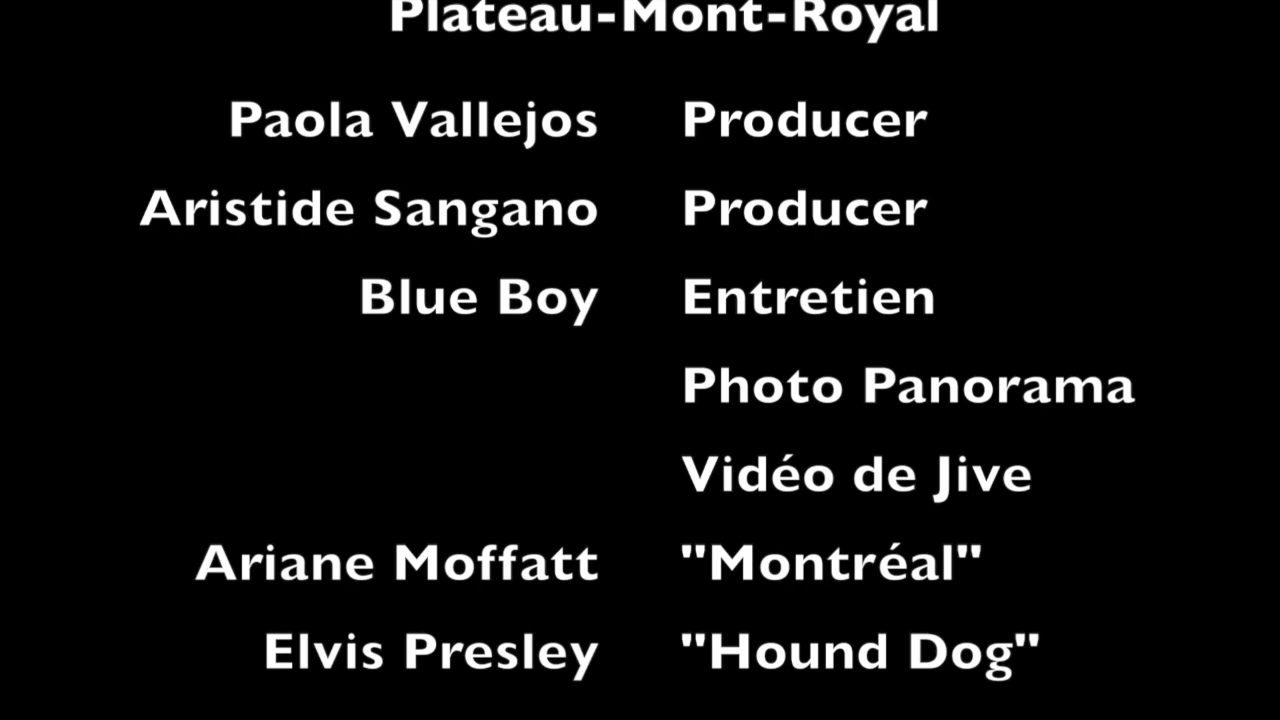 Plateau-Mont-Royal
Paola Vallejos Producer
Aristide Sangano Producer
Blue Boy Entretien
Photo Panorama
Vidéo de Jive
Ariane Moffatt "Montréal"
Elvis Presley "Hound Dog"